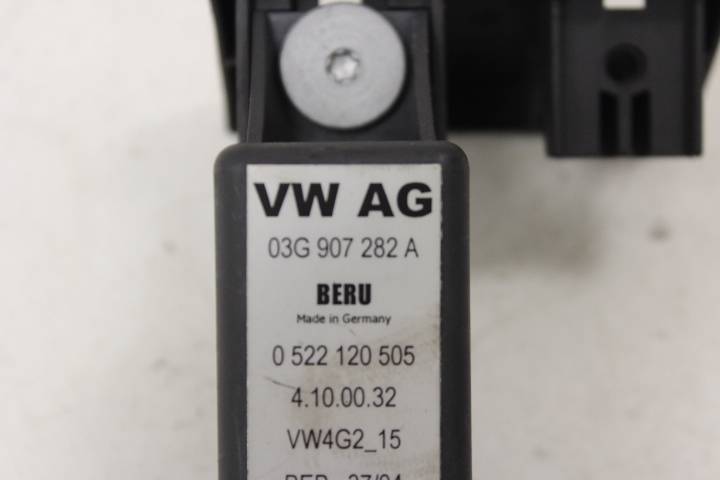 VW AG
03G 907 282 A
BERU
Made in Germany
0 522 120 505
4.10.00.32
VW4G2_15